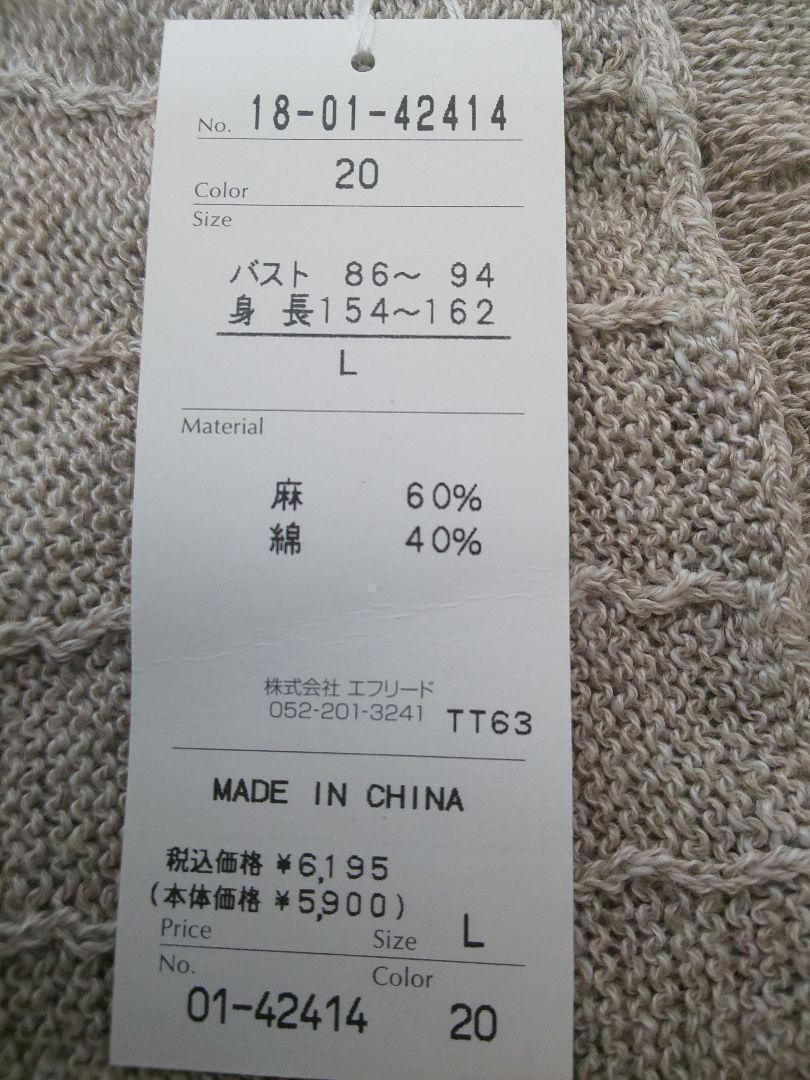 No. 18-01-42414
Color 20
Size
バスト 86～ 94
身 長154～162
L
Material
麻 60%
綿 40%
株式会社 エフリード
052-201-3241 TT63
MADE IN CHINA
税込価格 ¥6,195
(本体価格 ¥5,900)
Price Size L
No. Color
01-42414 20